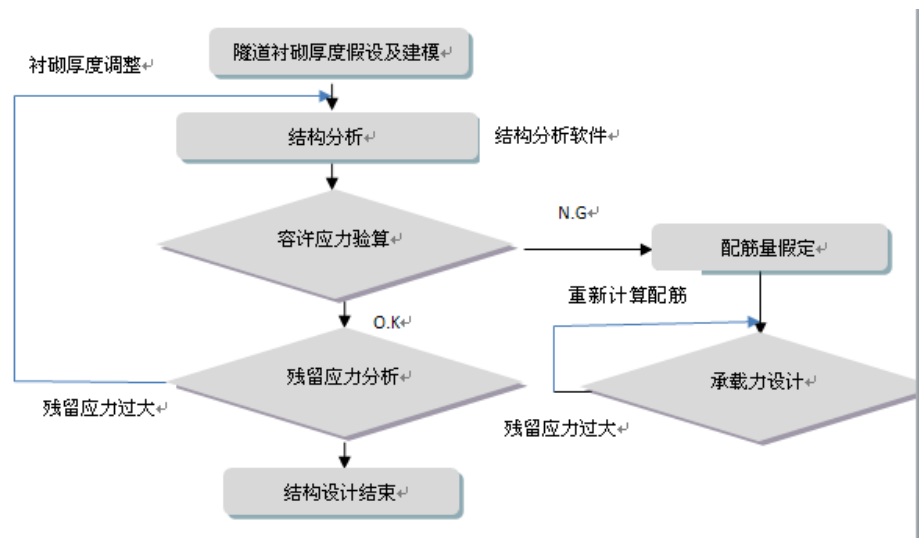 隧道衬砌厚度假设及建模
衬砌厚度调整
结构分析
结构分析软件
N.G
容许应力验算
配筋量假定
重新计算配筋
O.K
残留应力分析
承载力设计
残留应力过大
残留应力过大
结构设计结束